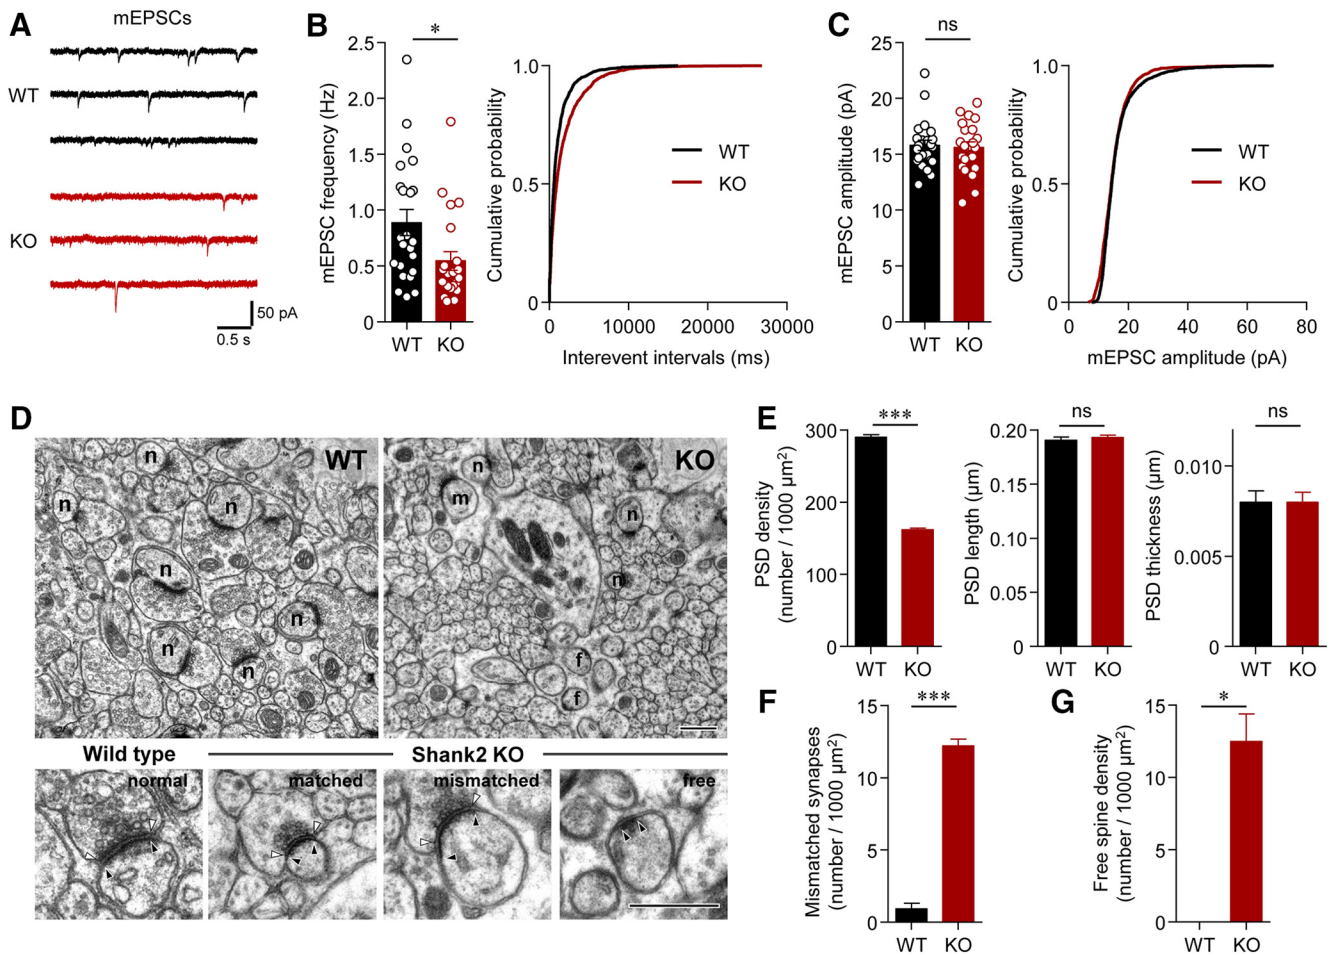 A
mEPSCs
WT
KO
50 pA
0.5 s
B
mEPSC frequency (Hz)
2.5
2.0
1.5
1.0
0.5
0
*
WT KO
Cumulative probability
1.0
0.5
0
WT
KO
0 10000 20000 30000
Interevent intervals (ms)
C
mEPSC amplitude (pA)
25
20
15
10
5
0
ns
WT KO
Cumulative probability
1.0
0.5
0
WT
KO
0 20 40 60 80
mEPSC amplitude (pA)
D
WT
n
n
n
n
n
n
n
KO
n
m
n
n
f
f
Wild type
Shank2 KO
normal
matched
mismatched
free
E
PSD density
(number / 1000 µm²)
300
200
100
0
***
WT KO
PSD length (µm)
0.20
0.15
0.10
0.05
0
ns
WT KO
PSD thickness (µm)
0.010
0.005
0
ns
WT KO
F
Mismatched synapses
(number / 1000 µm²)
15
10
5
0
***
WT KO
G
Free spine density
(number / 1000 µm²)
15
10
5
0
*
WT KO